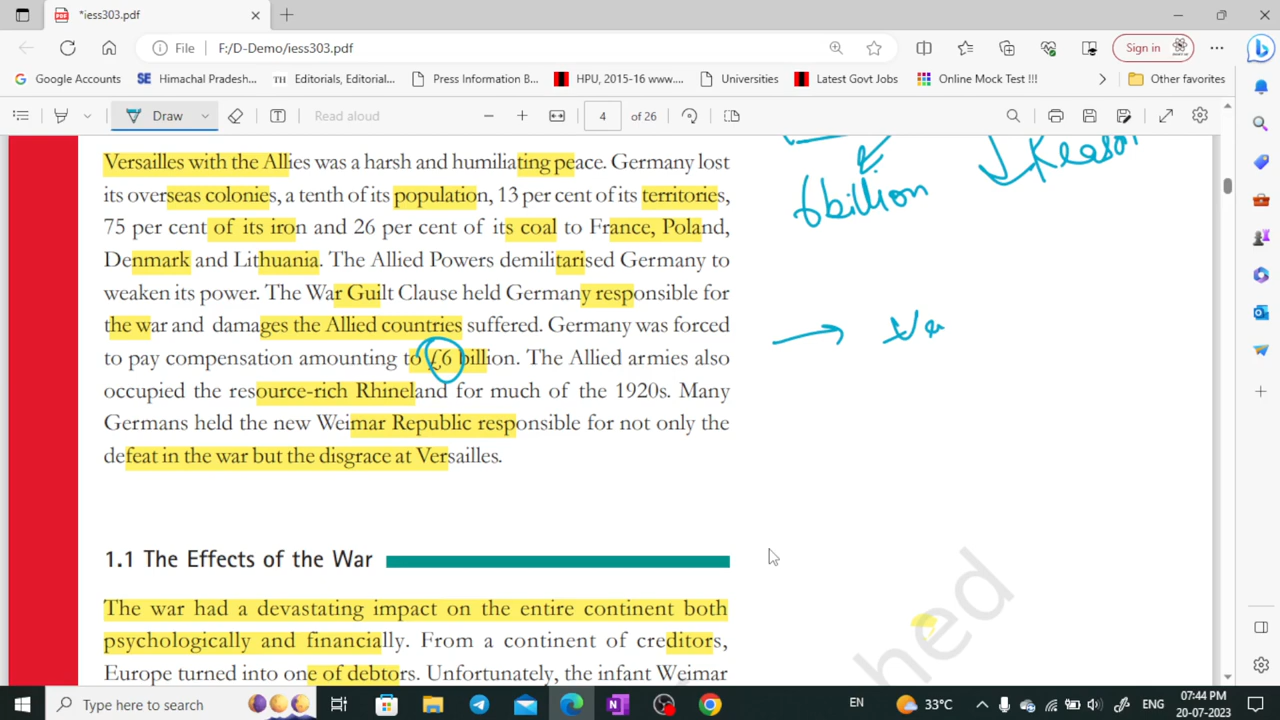 *iess303.pdf
File F:/D-Demo/iess303.pdf Sign in
Google Accounts SE Himachal Pradesh... TH Editorials, Editorial... Press Information B... HPU, 2015-16 www.... Universities Latest Govt Jobs Online Mock Test !!! Other favorites
Draw Read aloud 4 of 26
Versailles with the Allies was a harsh and humiliating peace. Germany lost
its overseas colonies, a tenth of its population, 13 per cent of its territories,
75 per cent of its iron and 26 per cent of its coal to France, Poland,
Denmark and Lithuania. The Allied Powers demilitarised Germany to
weaken its power. The War Guilt Clause held Germany responsible for
the war and damages the Allied countries suffered. Germany was forced
to pay compensation amounting to £6 billion. The Allied armies also
occupied the resource-rich Rhineland for much of the 1920s. Many
Germans held the new Weimar Republic responsible for not only the
defeat in the war but the disgrace at Versailles.
6 billion
Reason
1.1 The Effects of the War
The war had a devastating impact on the entire continent both
psychologically and financially. From a continent of creditors,
Europe turned into one of debtors. Unfortunately, the infant Weimar
hed
Type here to search 33°C ENG 07:44 PM
EN 20-07-2023